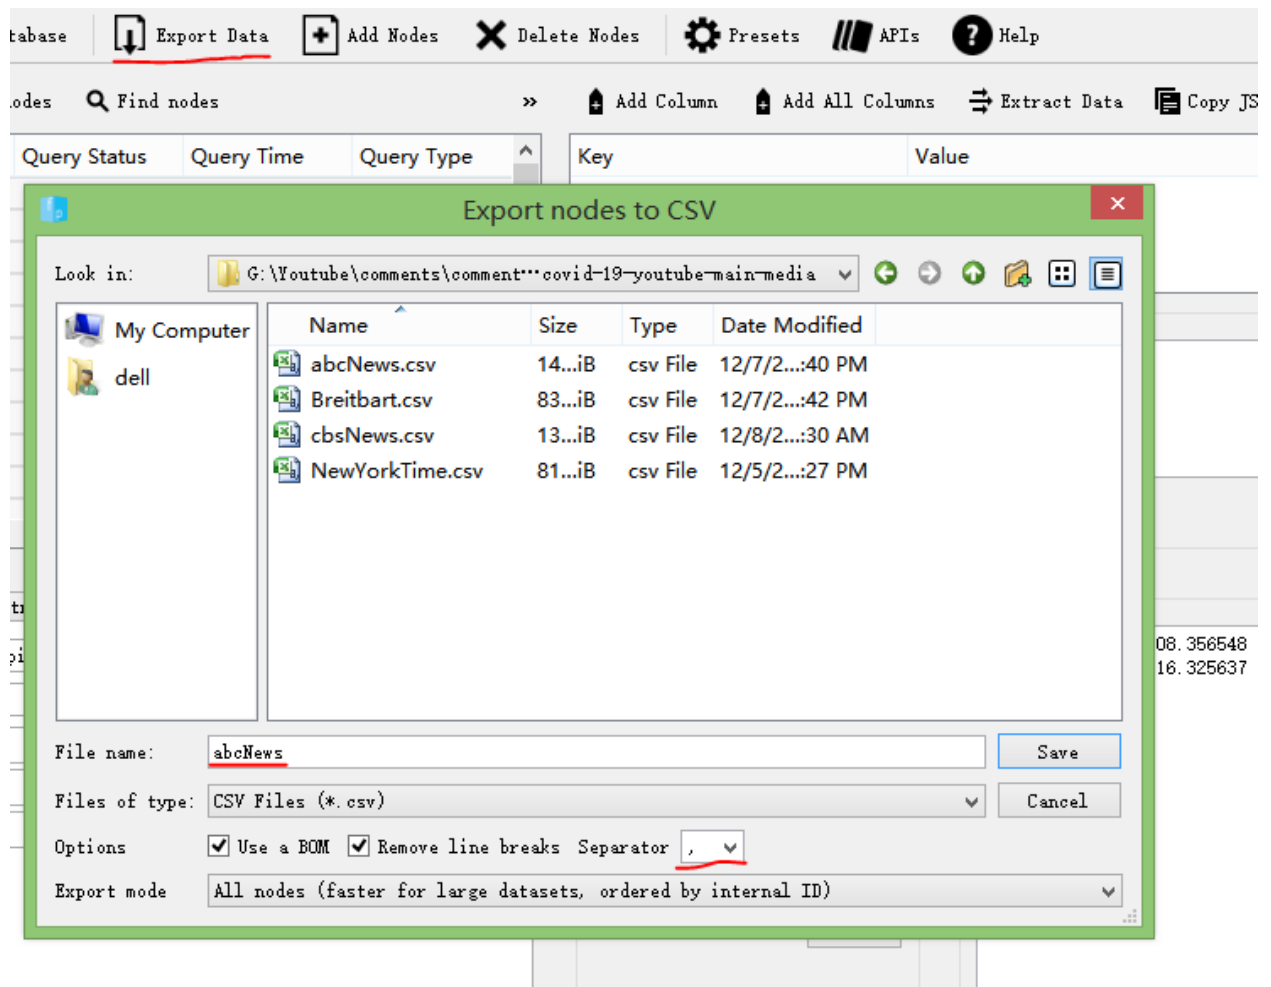 tabase Export Data Add Nodes Delete Nodes Presets APIs Help
odes Find nodes » Add Column Add All Columns Extract Data Copy JS
Query Status Query Time Query Type Key Value
Export nodes to CSV
Look in: G:\Youtube\comments\comment⋯covid-19-youtube-main-media
My Computer
dell
Name Size Type Date Modified
abcNews.csv 14...iB csv File 12/7/2...:40 PM
Breitbart.csv 83...iB csv File 12/7/2...:42 PM
cbsNews.csv 13...iB csv File 12/8/2...:30 AM
NewYorkTime.csv 81...iB csv File 12/5/2...:27 PM
08.356548
16.325637
File name: abcNews Save
Files of type: CSV Files (*.csv) Cancel
Options Use a BOM Remove line breaks Separator ,
Export mode All nodes (faster for large datasets, ordered by internal ID)